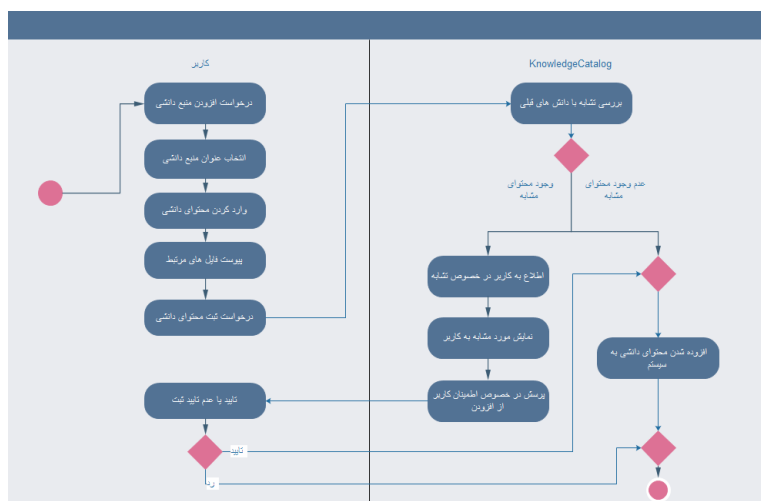 کاربر
درخواست افزودن منبع دانشی
انتخاب عنوان منبع دانشی
وارد کردن محتوای دانشی
پیوست فایل های مرتبط
درخواست ثبت محتوای دانشی
تایید یا عدم تایید ثبت
تایید
رد
KnowledgeCatalog
بررسی تشابه با دانش های قبلی
وجود محتوای
مشابه
عدم وجود محتوای
مشابه
اطلاع به کاربر در خصوص تشابه
نمایش مورد مشابه به کاربر
پرسش در خصوص اطمینان کاربر
از افزودن
افزوده شدن محتوای دانشی به
سیستم